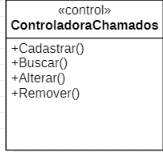 «control»
ControladoraChamados
+Cadastrar()
+Buscar()
+Alterar()
+Remover()